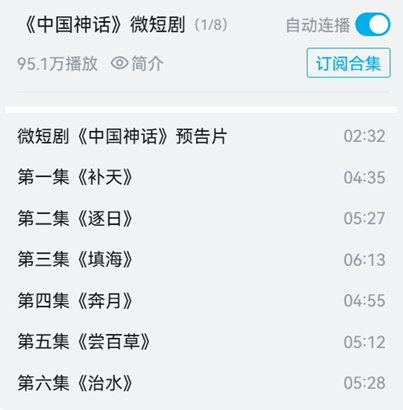 《中国神话》微短剧（1/8） 自动连播
95.1万播放 简介 订阅合集
微短剧《中国神话》预告片 02:32
第一集《补天》 04:35
第二集《逐日》 05:27
第三集《填海》 06:13
第四集《奔月》 04:55
第五集《尝百草》 05:12
第六集《治水》 05:28